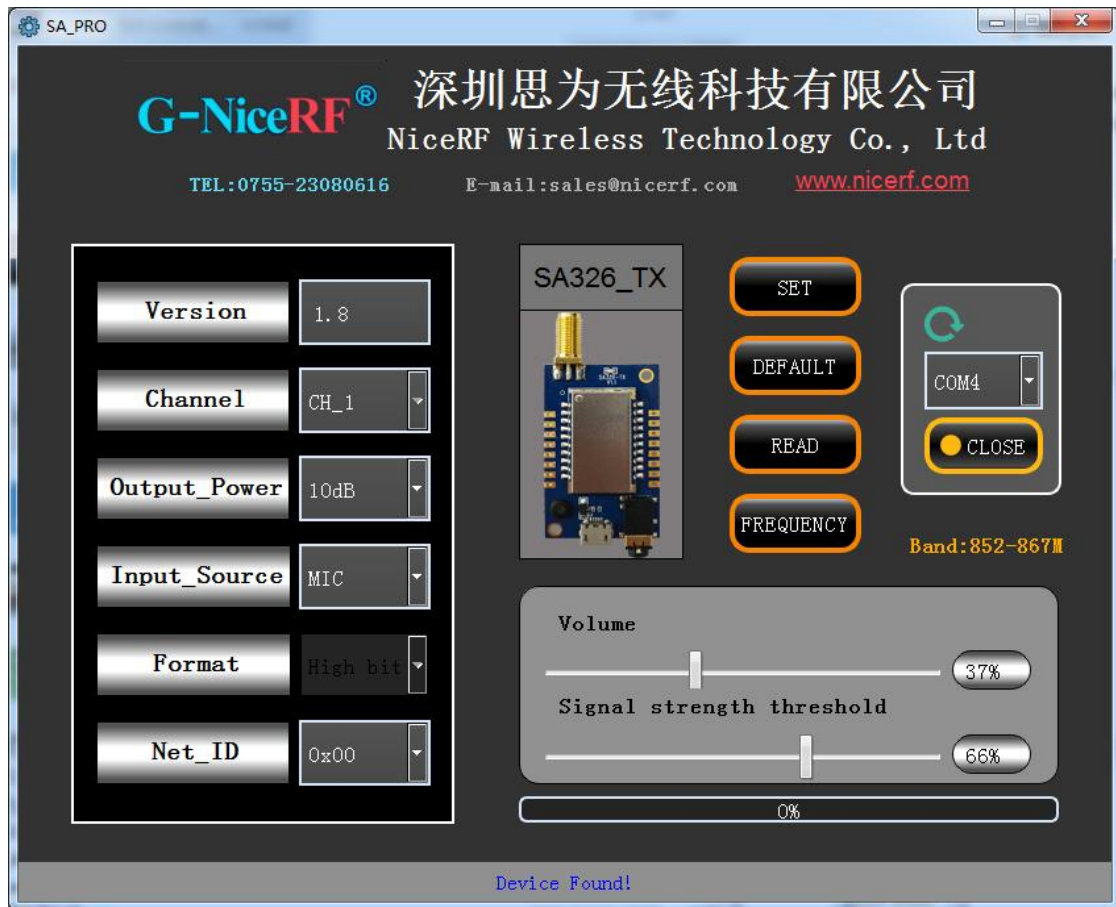 SA_PRO
G-NiceRF®
深圳思为无线科技有限公司
NiceRF Wireless Technology Co., Ltd
TEL:0755-23080616
E-mail:sales@nicerf.com
www.nicerf.com
Version
1.8
Channel
CH_1
Output_Power
10dB
Input_Source
MIC
Format
High bit
Net_ID
0x00
SA326_TX
SET
DEFAULT
READ
FREQUENCY
COM4
CLOSE
Band:852-867M
Volume
37%
Signal strength threshold
66%
0%
Device Found!